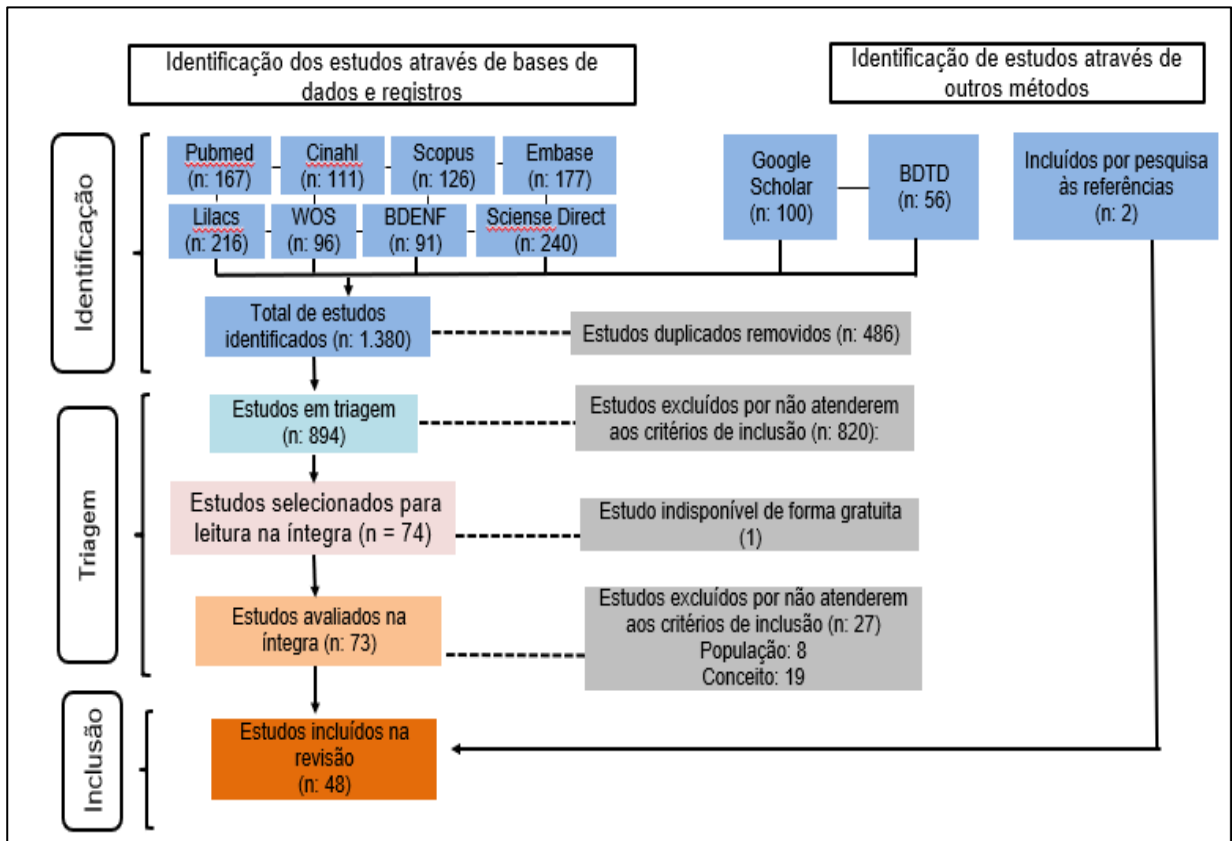 Identificação dos estudos através de bases de
dados e registros
Identificação de estudos através de
outros métodos
Identificação
Pubmed
(n: 167)
Cinahl
(n: 111)
Scopus
(n: 126)
Embase
(n: 177)
Lilacs
(n: 216)
WOS
(n: 96)
BDENF
(n: 91)
Sciense Direct
(n: 240)
Google
Scholar
(n: 100)
BDTD
(n: 56)
Incluídos por pesquisa
às referências
(n: 2)
Total de estudos
identificados (n: 1.380)
Estudos duplicados removidos (n: 486)
Triagem
Estudos em triagem
(n: 894)
Estudos excluídos por não atenderem
aos critérios de inclusão (n: 820):
Estudos selecionados para
leitura na íntegra (n = 74)
Estudo indisponível de forma gratuita
(1)
Estudos avaliados na
íntegra (n: 73)
Estudos excluídos por não atenderem
aos critérios de inclusão (n: 27)
População: 8
Conceito: 19
Inclusão
Estudos incluídos na
revisão
(n: 48)